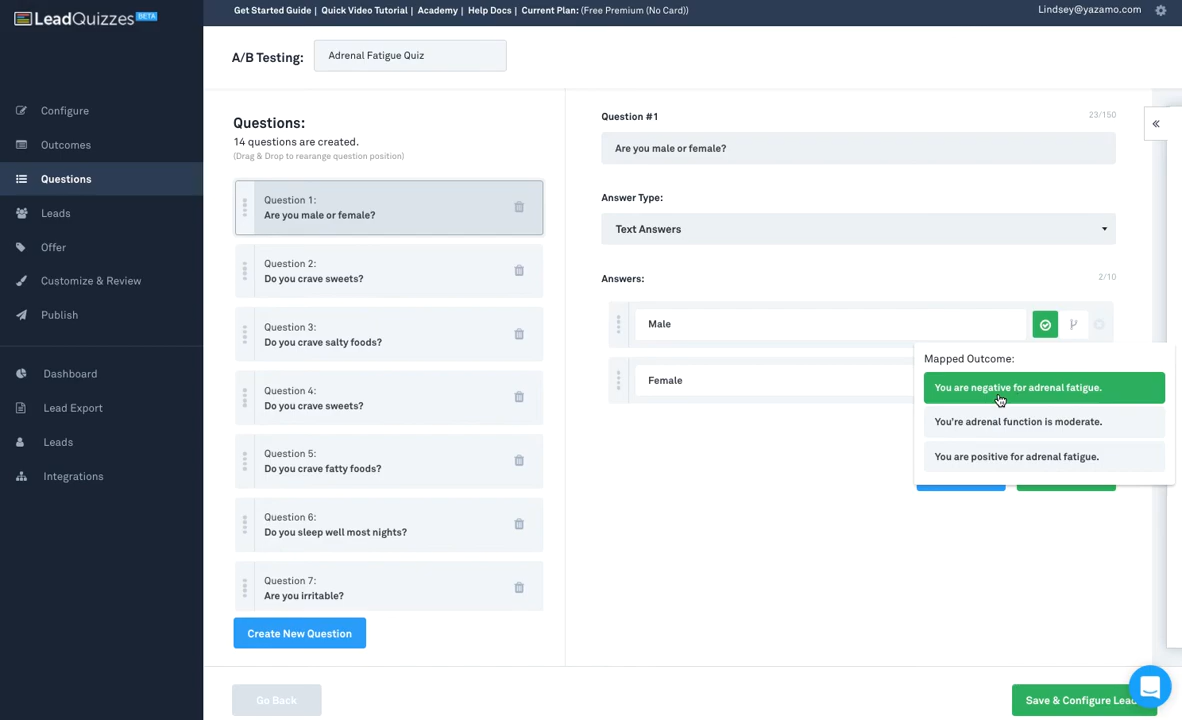 LeadQuizzes BETA
Get Started Guide | Quick Video Tutorial | Academy | Help Docs | Current Plan: (Free Premium (No Card))
Lindsey@yazamo.com
A/B Testing:
Adrenal Fatigue Quiz
Configure
Outcomes
Questions
Leads
Offer
Customize & Review
Publish
Dashboard
Lead Export
Leads
Integrations
Questions:
14 questions are created.
(Drag & Drop to rearrange question position)
Question 1:
Are you male or female?
Question 2:
Do you crave sweets?
Question 3:
Do you crave salty foods?
Question 4:
Do you crave sweets?
Question 5:
Do you crave fatty foods?
Question 6:
Do you sleep well most nights?
Question 7:
Are you irritable?
Create New Question
Question #1
23/150
Are you male or female?
Answer Type:
Text Answers
Answers:
2/10
Male
Female
Mapped Outcome:
You are negative for adrenal fatigue.
You're adrenal function is moderate.
You are positive for adrenal fatigue.
Go Back
Save & Configure Lead